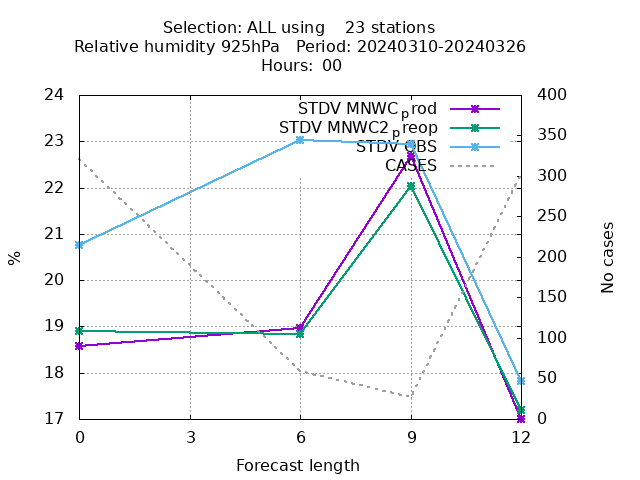 Selection: ALL using    23 stations
Relative humidity 925hPa   Period: 20240310-20240326
Hours: 00
STDV MNWC_prod
STDV MNWC2_preop
STDV OBS
CASES
24
23
22
21
20
19
18
17
400
350
300
250
200
150
100
50
0
%
No cases
0 3 6 9 12
Forecast length